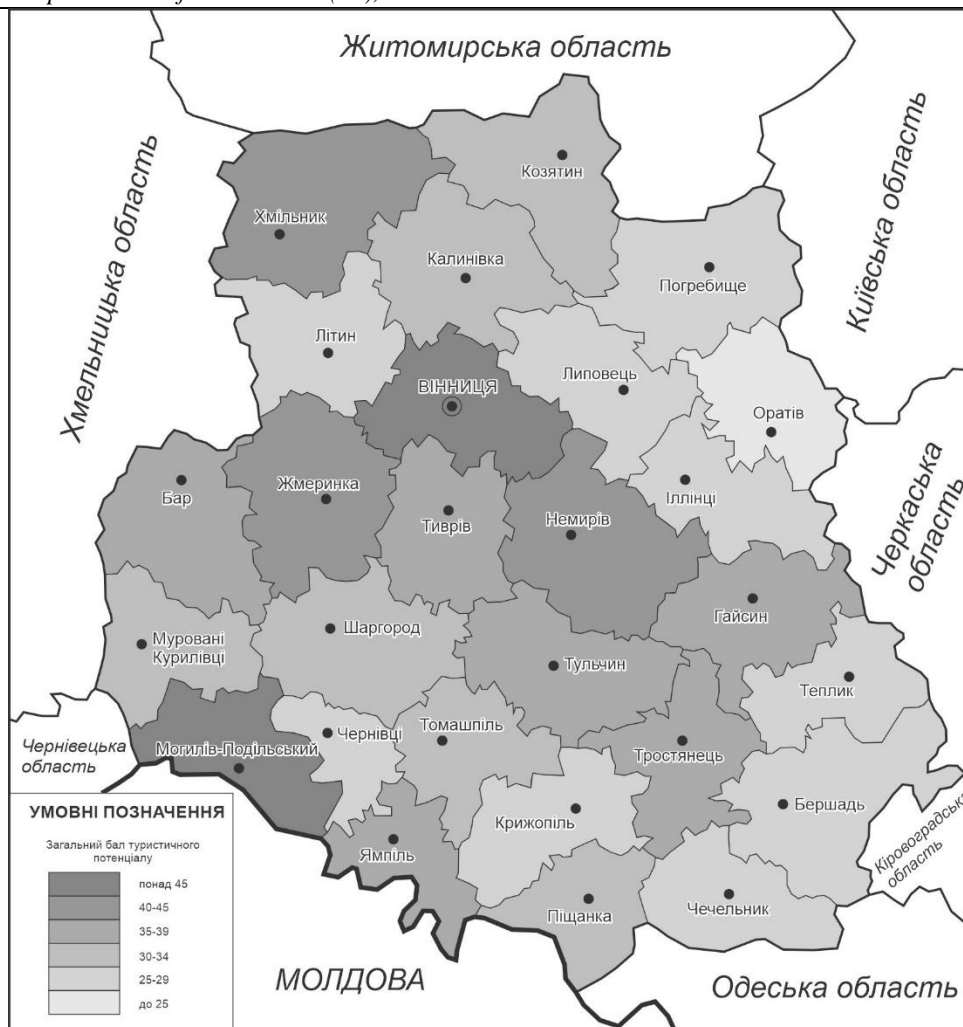 Житомирська область
Київська область
Хмельницька область
Козятин
Хмільник
Калинівка
Погребище
Літин
ВІННИЦЯ
Липовець
Оратів
Черкаська
область
Бар
Жмеринка
Тиврів
Немирів
Іллінці
Гайсин
Муровані
Курилівці
Шаргород
Тульчин
Теплик
Чернівецька
область
Могилів-Подільський
Чернівці
Томашпіль
Тростянець
Бершадь
Крижопіль
Ямпіль
Піщанка
Чечельник
Кіровоградська
область
МОЛДОВА
Одеська область
УМОВНІ ПОЗНАЧЕННЯ
Загальний бал туристичного
потенціалу
понад 45
40-45
35-39
30-34
25-29
до 25